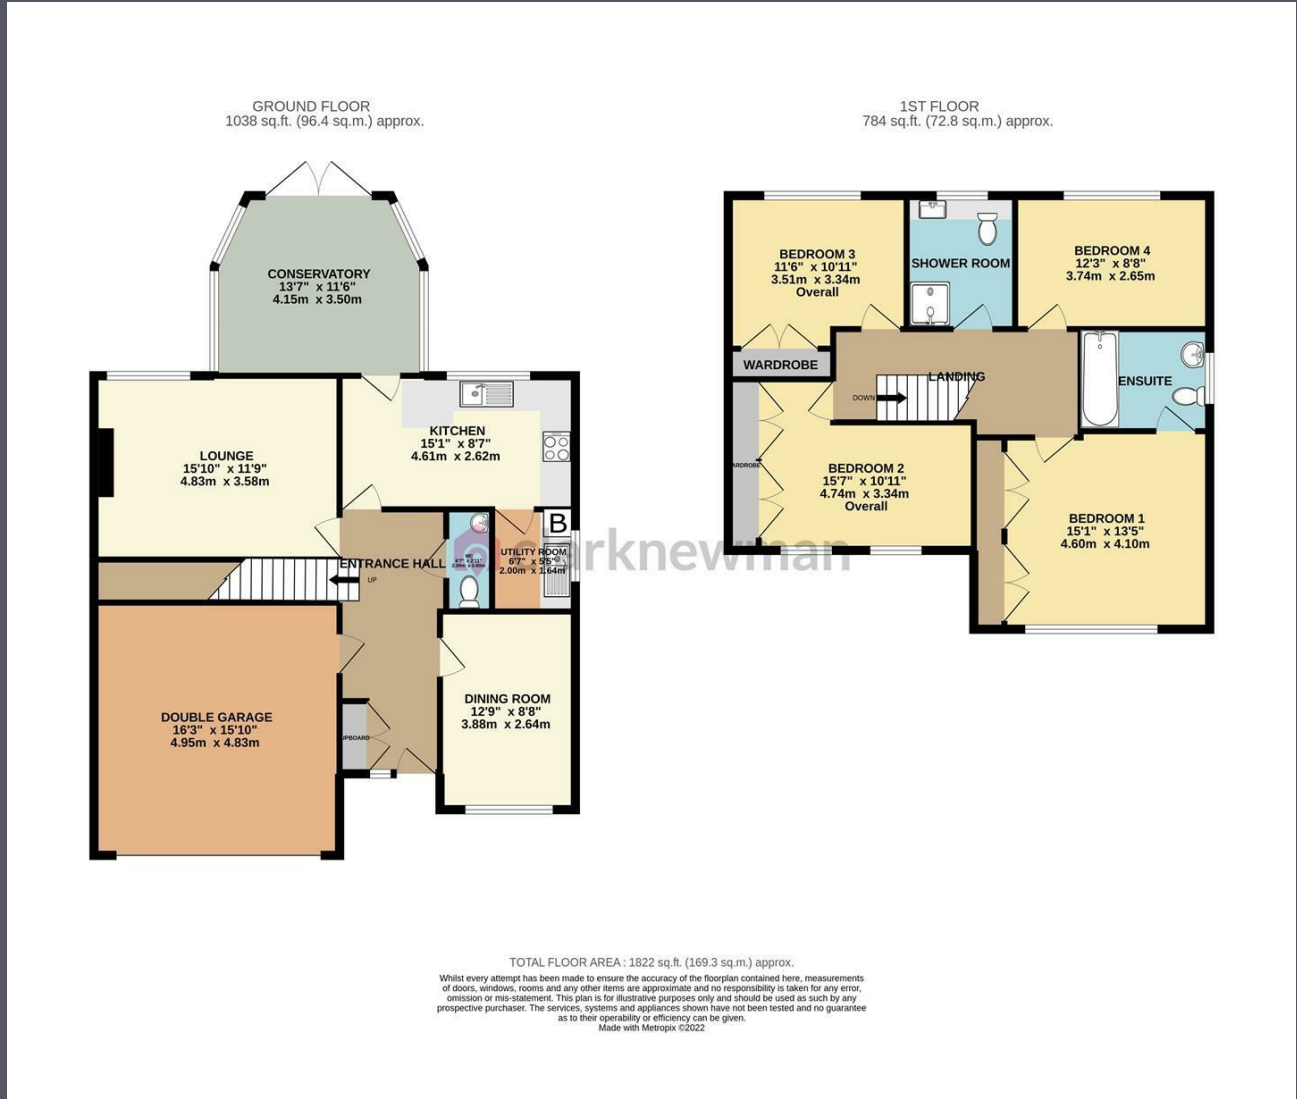 GROUND FLOOR
1038 sq.ft. (96.4 sq.m.) approx.
CONSERVATORY
13'7" x 11'6"
4.15m x 3.50m
LOUNGE
15'10" x 11'9"
4.83m x 3.58m
KITCHEN
15'1" x 8'7"
4.61m x 2.62m
B
UTILITY ROOM
6'7" x 5'5"
2.00m x 1.64m
WC
ENTRANCE HALL
UP
DOUBLE GARAGE
16'3" x 15'10"
4.95m x 4.83m
DINING ROOM
12'9" x 8'8"
3.88m x 2.64m
UPBOARD
1ST FLOOR
784 sq.ft. (72.8 sq.m.) approx.
BEDROOM 3
11'6" x 10'11"
3.51m x 3.34m
Overall
SHOWER ROOM
BEDROOM 4
12'3" x 8'8"
3.74m x 2.65m
WARDROBE
LANDING
DOWN
ENSUITE
ARDROBE
BEDROOM 2
15'7" x 10'11"
4.74m x 3.34m
Overall
BEDROOM 1
15'1" x 13'5"
4.60m x 4.10m
clarknewman
TOTAL FLOOR AREA : 1822 sq.ft. (169.3 sq.m.) approx.
Whilst every attempt has been made to ensure the accuracy of the floorplan contained here, measurements
of doors, windows, rooms and any other items are approximate and no responsibility is taken for any error,
omission or mis-statement. This plan is for illustrative purposes only and should be used as such by any
prospective purchaser. The services, systems and appliances shown have not been tested and no guarantee
as to their operability or efficiency can be given.
Made with Metropix ©2022